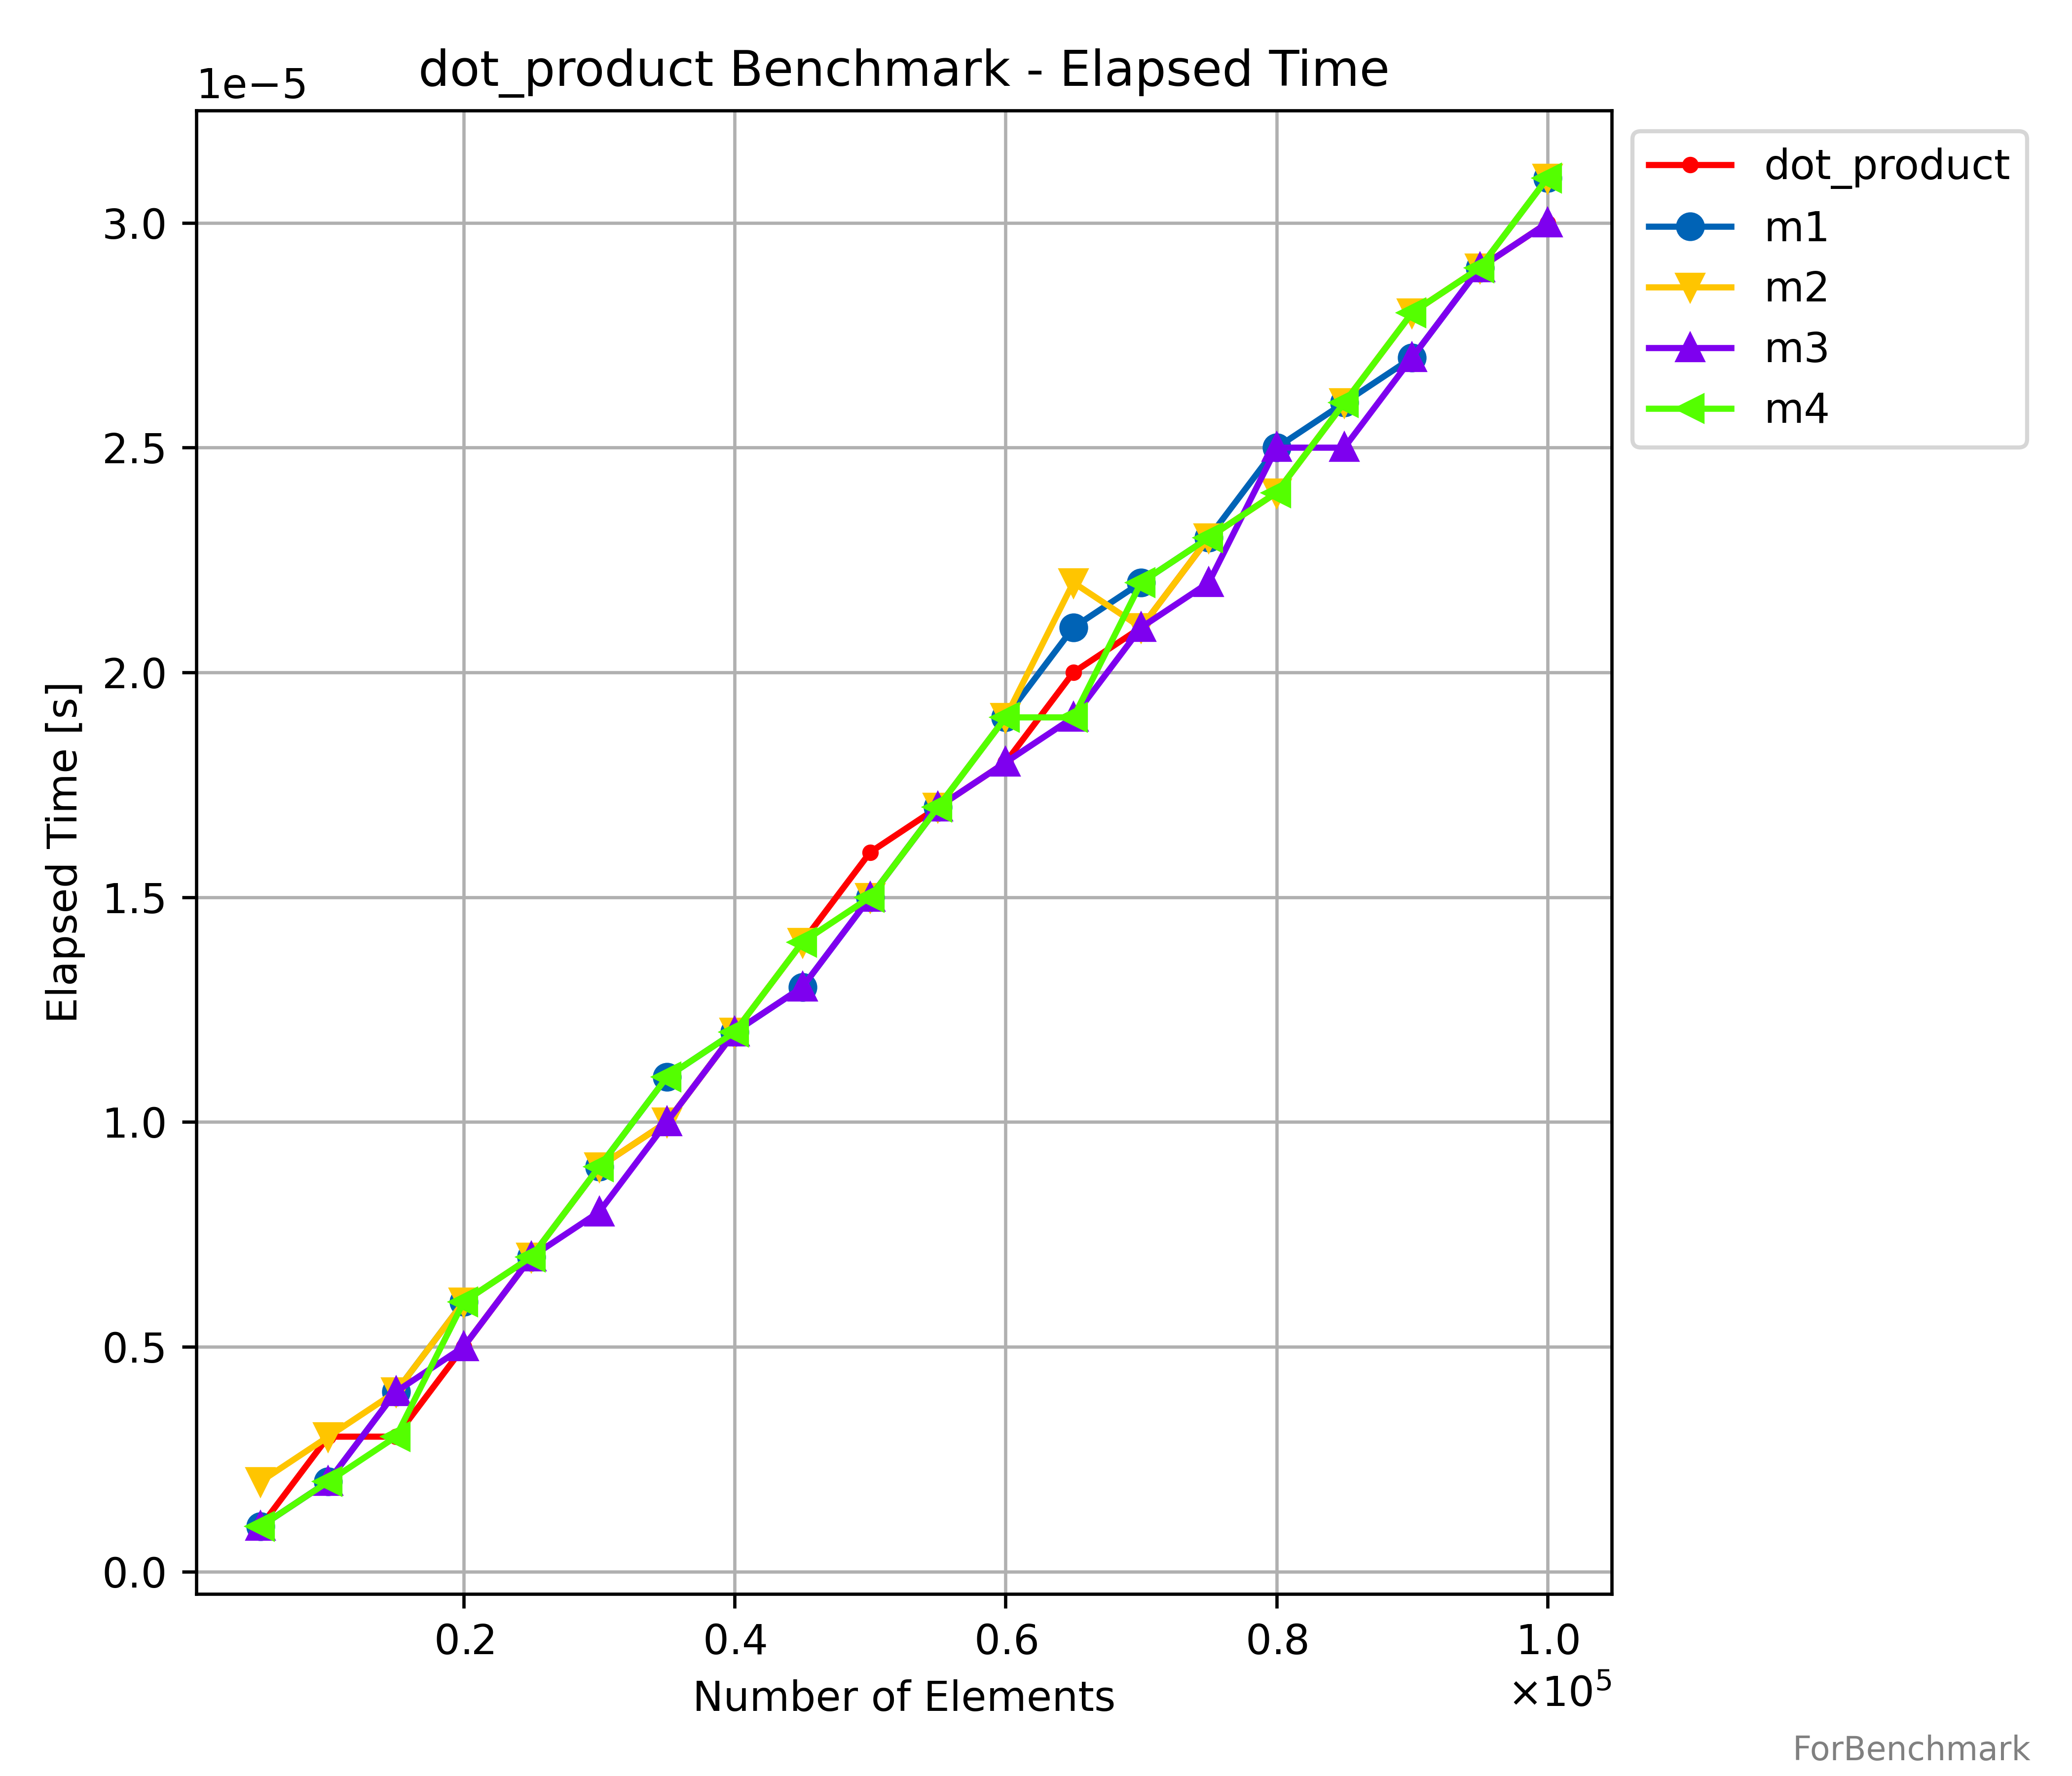 dot_product Benchmark - Elapsed Time
1e−5
3.0
2.5
2.0
1.5
1.0
0.5
0.0
Elapsed Time [s]
0.2 0.4 0.6 0.8 1.0
×10⁵
Number of Elements
dot_product
m1
m2
m3
m4
ForBenchmark